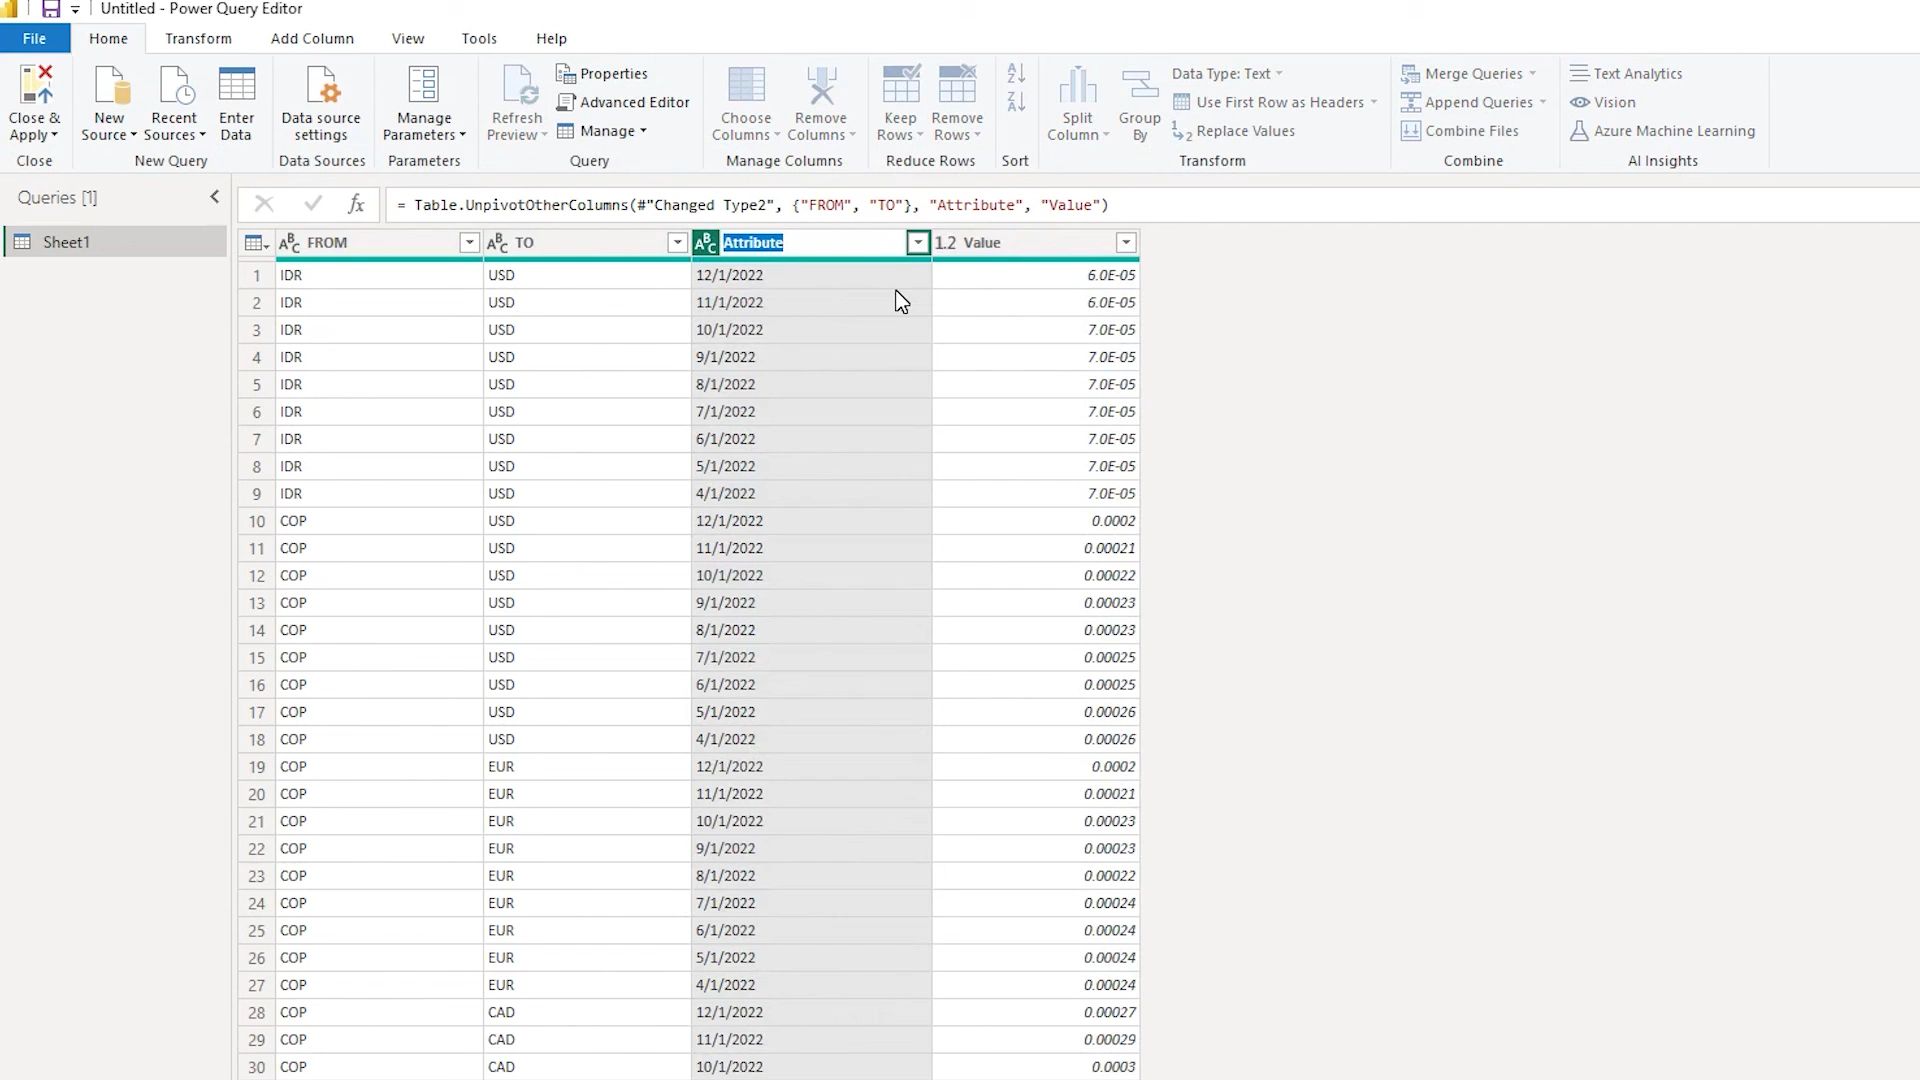 Untitled - Power Query Editor
File Home Transform Add Column View Tools Help
Close & Apply New Source Recent Sources Enter Data Data source settings Manage Parameters Refresh Preview Properties Advanced Editor Manage Choose Columns Remove Columns Keep Rows Remove Rows Split Column Group By Data Type: Text Use First Row as Headers Replace Values Merge Queries Append Queries Combine Files Text Analytics Vision Azure Machine Learning
Close New Query Data Sources Parameters Query Manage Columns Reduce Rows Sort Transform Combine AI Insights
Queries [1]
fx = Table.UnpivotOtherColumns(#"Changed Type2", {"FROM", "TO"}, "Attribute", "Value")
Sheet1
ABC FROM ABC TO ABC Attribute 1.2 Value
1 IDR USD 12/1/2022 6.0E-05
2 IDR USD 11/1/2022 6.0E-05
3 IDR USD 10/1/2022 7.0E-05
4 IDR USD 9/1/2022 7.0E-05
5 IDR USD 8/1/2022 7.0E-05
6 IDR USD 7/1/2022 7.0E-05
7 IDR USD 6/1/2022 7.0E-05
8 IDR USD 5/1/2022 7.0E-05
9 IDR USD 4/1/2022 7.0E-05
10 COP USD 12/1/2022 0.0002
11 COP USD 11/1/2022 0.00021
12 COP USD 10/1/2022 0.00022
13 COP USD 9/1/2022 0.00023
14 COP USD 8/1/2022 0.00023
15 COP USD 7/1/2022 0.00025
16 COP USD 6/1/2022 0.00025
17 COP USD 5/1/2022 0.00026
18 COP USD 4/1/2022 0.00026
19 COP EUR 12/1/2022 0.0002
20 COP EUR 11/1/2022 0.00021
21 COP EUR 10/1/2022 0.00023
22 COP EUR 9/1/2022 0.00023
23 COP EUR 8/1/2022 0.00022
24 COP EUR 7/1/2022 0.00024
25 COP EUR 6/1/2022 0.00024
26 COP EUR 5/1/2022 0.00024
27 COP EUR 4/1/2022 0.00024
28 COP CAD 12/1/2022 0.00027
29 COP CAD 11/1/2022 0.00029
30 COP CAD 10/1/2022 0.0003